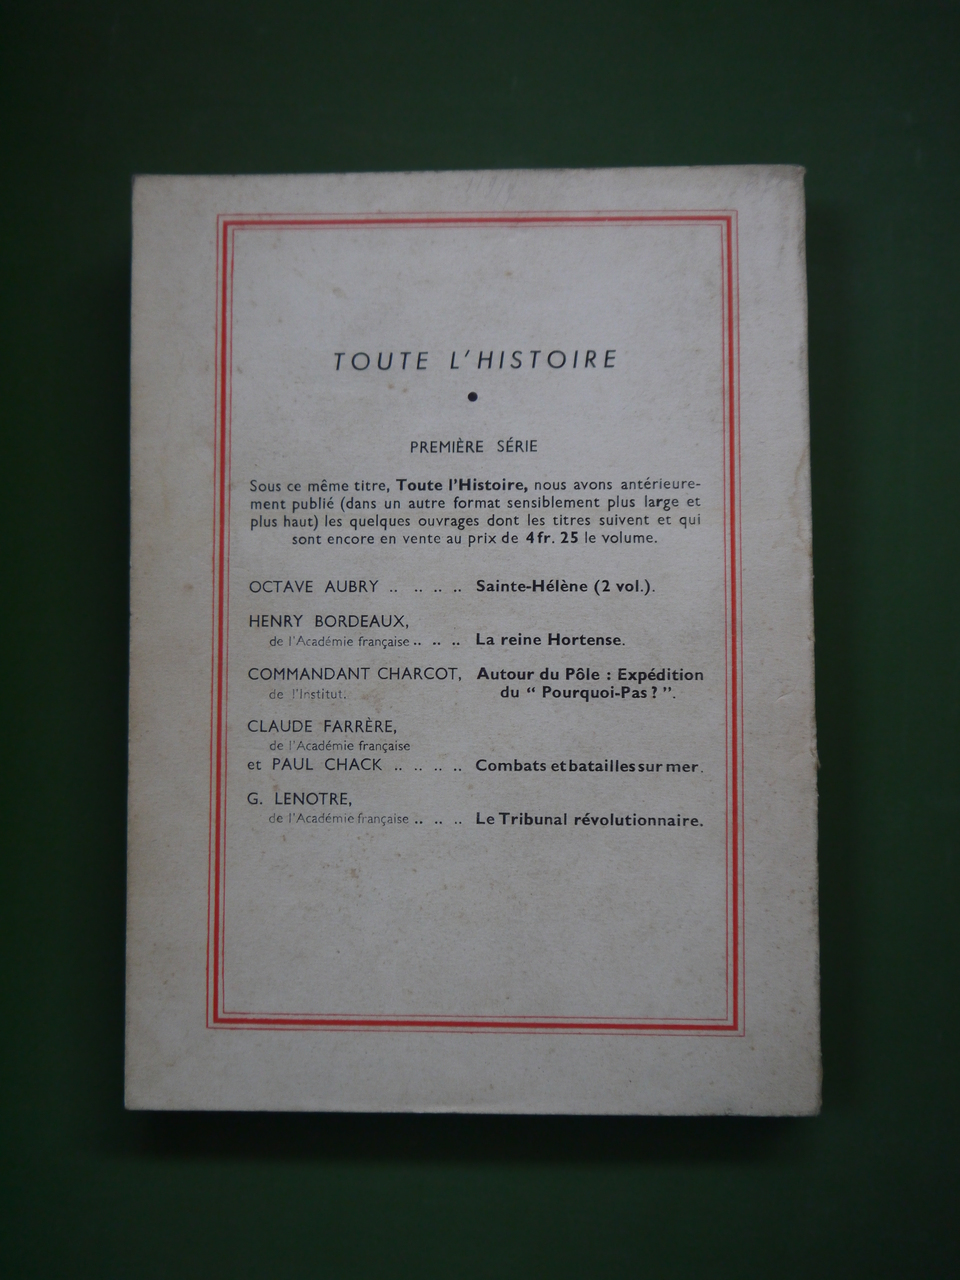 TOUTE L'HISTOIRE
●
PREMIÈRE SÉRIE
Sous ce même titre, Toute l'Histoire, nous avons antérieure-
ment publié (dans un autre format sensiblement plus large et
plus haut) les quelques ouvrages dont les titres suivent et qui
sont encore en vente au prix de 4 fr. 25 le volume.
OCTAVE AUBRY .. .. .. .. Sainte-Hélène (2 vol.).
HENRY BORDEAUX,
de l'Académie française .. .. .. La reine Hortense.
COMMANDANT CHARCOT, Autour du Pôle : Expédition
de l'Institut. du “ Pourquoi-Pas ? ”.
CLAUDE FARRÈRE,
de l'Académie française
et PAUL CHACK .. .. .. .. Combats et batailles sur mer.
G. LENOTRE,
de l'Académie française .. .. .. Le Tribunal révolutionnaire.